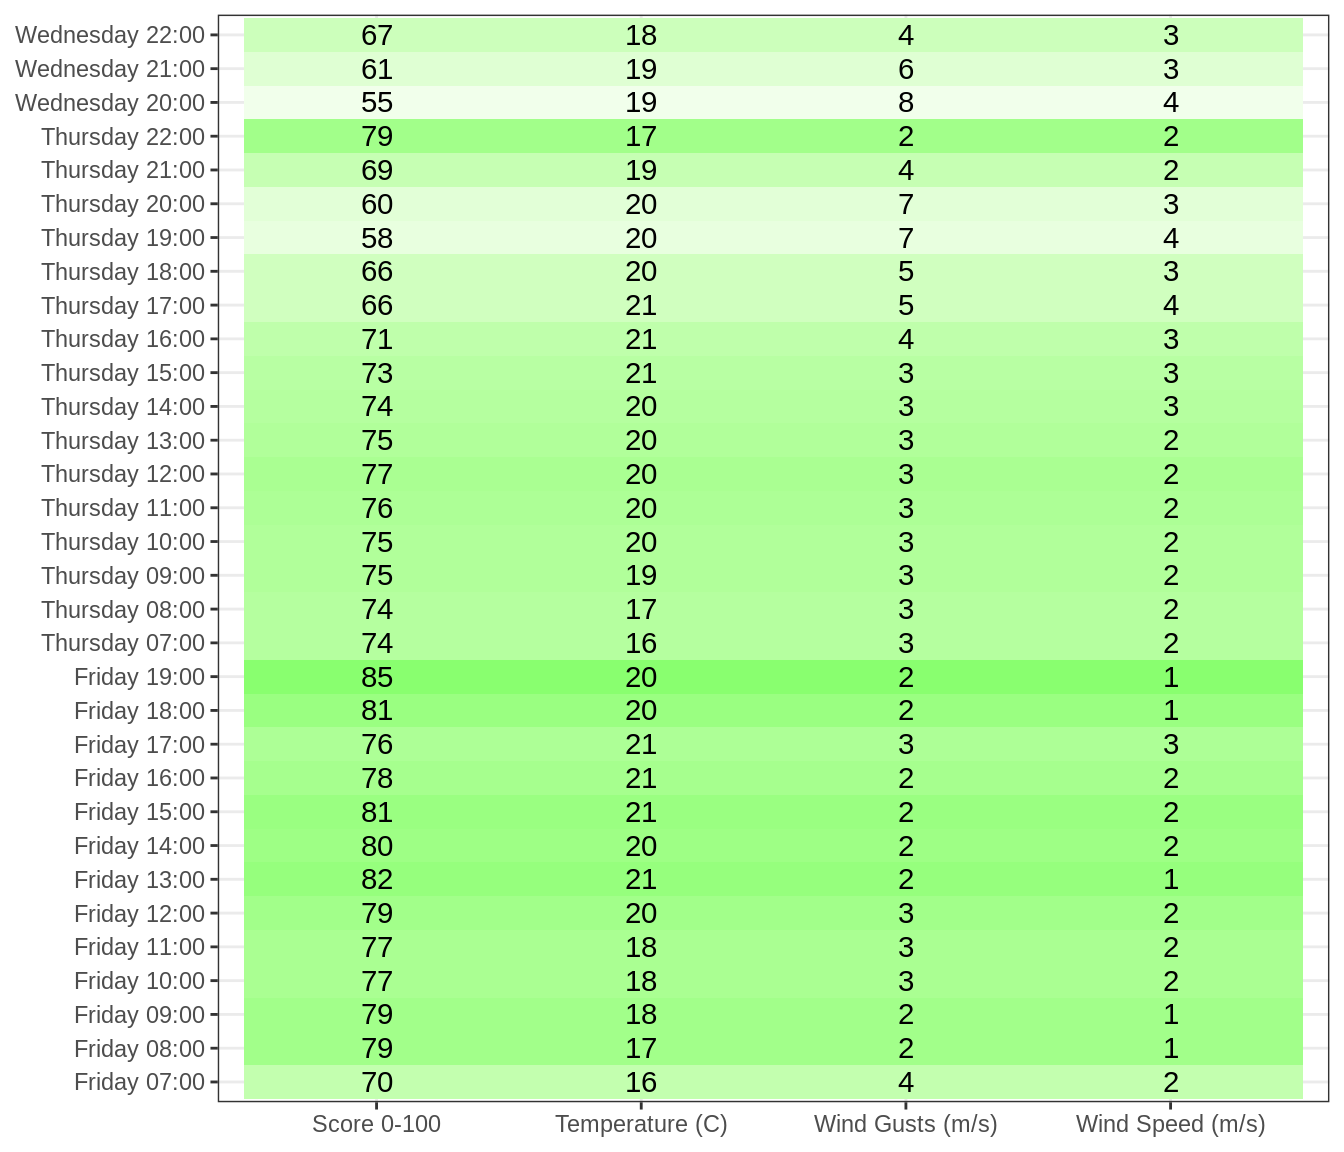 Wednesday 22:00 67 18 4 3
Wednesday 21:00 61 19 6 3
Wednesday 20:00 55 19 8 4
Thursday 22:00 79 17 2 2
Thursday 21:00 69 19 4 2
Thursday 20:00 60 20 7 3
Thursday 19:00 58 20 7 4
Thursday 18:00 66 20 5 3
Thursday 17:00 66 21 5 4
Thursday 16:00 71 21 4 3
Thursday 15:00 73 21 3 3
Thursday 14:00 74 20 3 3
Thursday 13:00 75 20 3 2
Thursday 12:00 77 20 3 2
Thursday 11:00 76 20 3 2
Thursday 10:00 75 20 3 2
Thursday 09:00 75 19 3 2
Thursday 08:00 74 17 3 2
Thursday 07:00 74 16 3 2
Friday 19:00 85 20 2 1
Friday 18:00 81 20 2 1
Friday 17:00 76 21 3 3
Friday 16:00 78 21 2 2
Friday 15:00 81 21 2 2
Friday 14:00 80 20 2 2
Friday 13:00 82 21 2 1
Friday 12:00 79 20 3 2
Friday 11:00 77 18 3 2
Friday 10:00 77 18 3 2
Friday 09:00 79 18 2 1
Friday 08:00 79 17 2 1
Friday 07:00 70 16 4 2
Score 0-100 Temperature (C) Wind Gusts (m/s) Wind Speed (m/s)